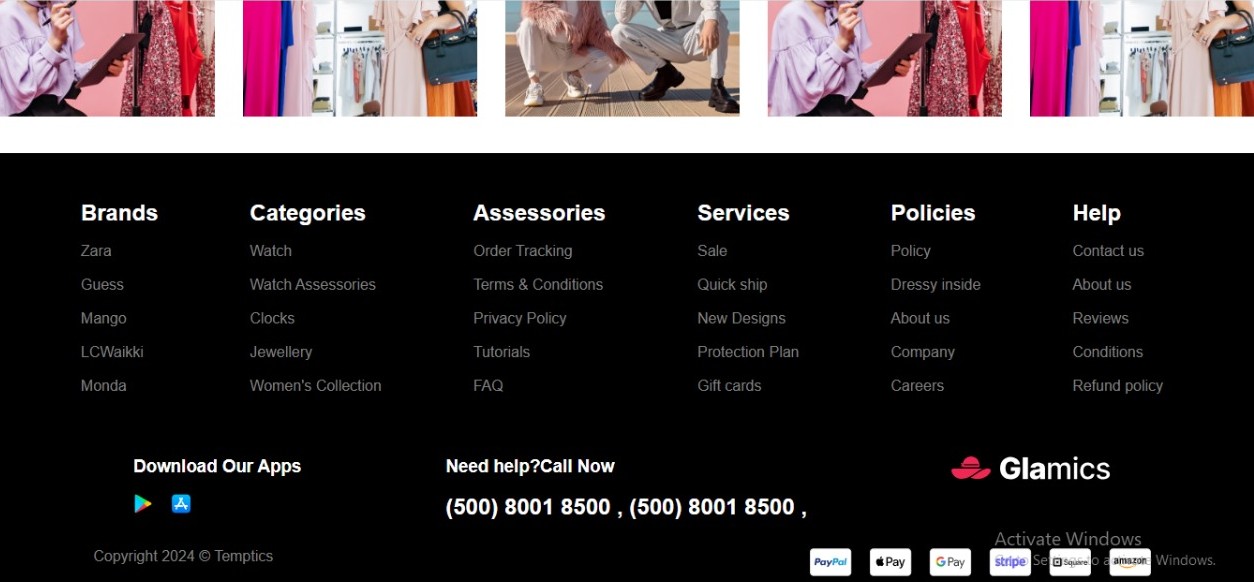 Brands Categories Assessories Services Policies Help
Zara Watch Order Tracking Sale Policy Contact us
Guess Watch Assessories Terms & Conditions Quick ship Dressy inside About us
Mango Clocks Privacy Policy New Designs About us Reviews
LCWaikki Jewellery Tutorials Protection Plan Company Conditions
Monda Women's Collection FAQ Gift cards Careers Refund policy
Download Our Apps Need help?Call Now Glamics
(500) 8001 8500 , (500) 8001 8500 ,
Activate Windows
Copyright 2024 © Temptics PayPal Pay G Pay stripe Square amazon
Go to Settings to activate Windows.